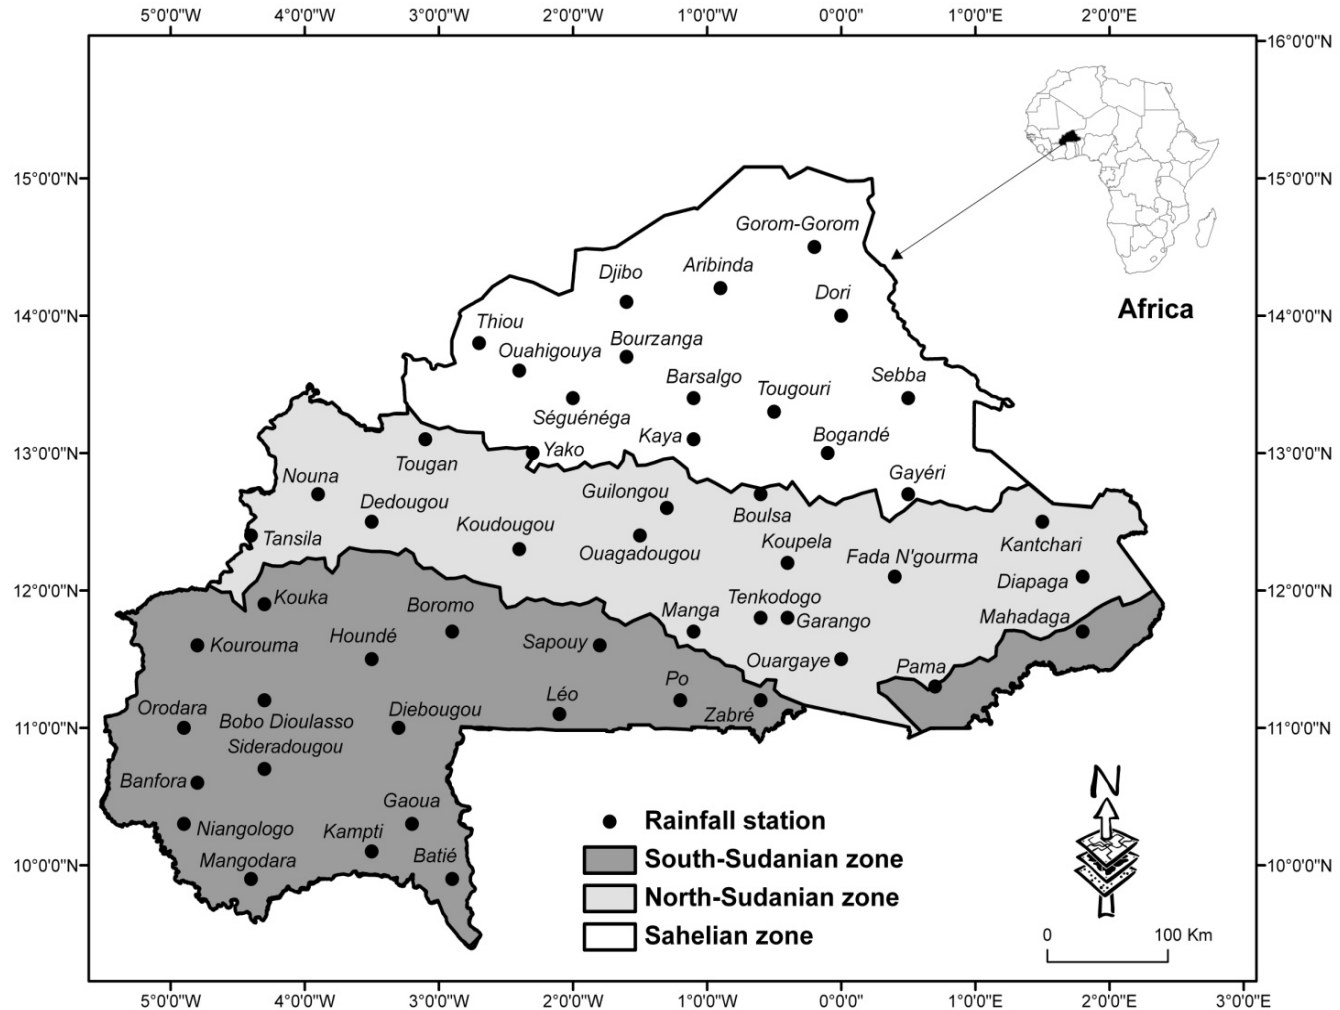 5°0'0"W 4°0'0"W 3°0'0"W 2°0'0"W 1°0'0"W 0°0'0" 1°0'0"E 2°0'0"E
16°0'0"N
15°0'0"N 15°0'0"N
Gorom-Gorom
Aribinda
Djibo
Dori
Africa
14°0'0"N 14°0'0"N
Thiou
Bourzanga
Ouahigouya
Barsalgo
Sebba
Tougouri
Séguénéga
Kaya
Bogandé
13°0'0"N 13°0'0"N
Yako
Tougan
Gayéri
Nouna
Guilongou
Dedougou
Boulsa
Koudougou
Tansila
Koupela
Kantchari
Ouagadougou
Fada N'gourma
Diapaga
12°0'0"N 12°0'0"N
Kouka
Tenkodogo
Boromo
Manga
Mahadaga
Garango
Houndé
Sapouy
Kourouma
Ouargaye
Pama
Po
Léo
Orodara
Diebougou
Zabré
Bobo Dioulasso
11°0'0"N 11°0'0"N
Sideradougou
Banfora
Gaoua
N
Niangologo
Kampti
Rainfall station
Mangodara
Batié
South-Sudanian zone
10°0'0"N 10°0'0"N
North-Sudanian zone
Sahelian zone
0 100 Km
5°0'0"W 4°0'0"W 3°0'0"W 2°0'0"W 1°0'0"W 0°0'0" 1°0'0"E 2°0'0"E 3°0'0"E